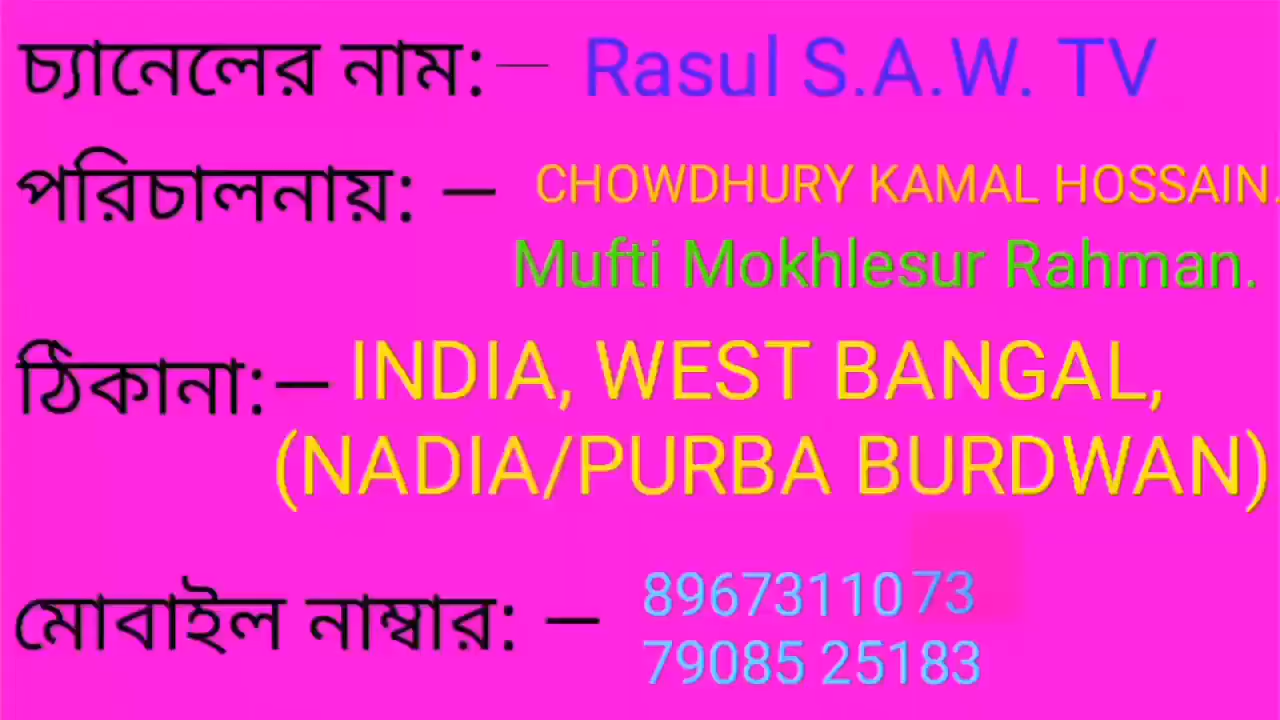 চ্যানেলের নাম:— Rasul S.A.W. TV
পরিচালনায়: — CHOWDHURY KAMAL HOSSAIN.
Mufti Mokhlesur Rahman.
ঠিকানা:— INDIA, WEST BANGAL,
(NADIA/PURBA BURDWAN)
মোবাইল নাম্বার: — 8967311073
79085 25183